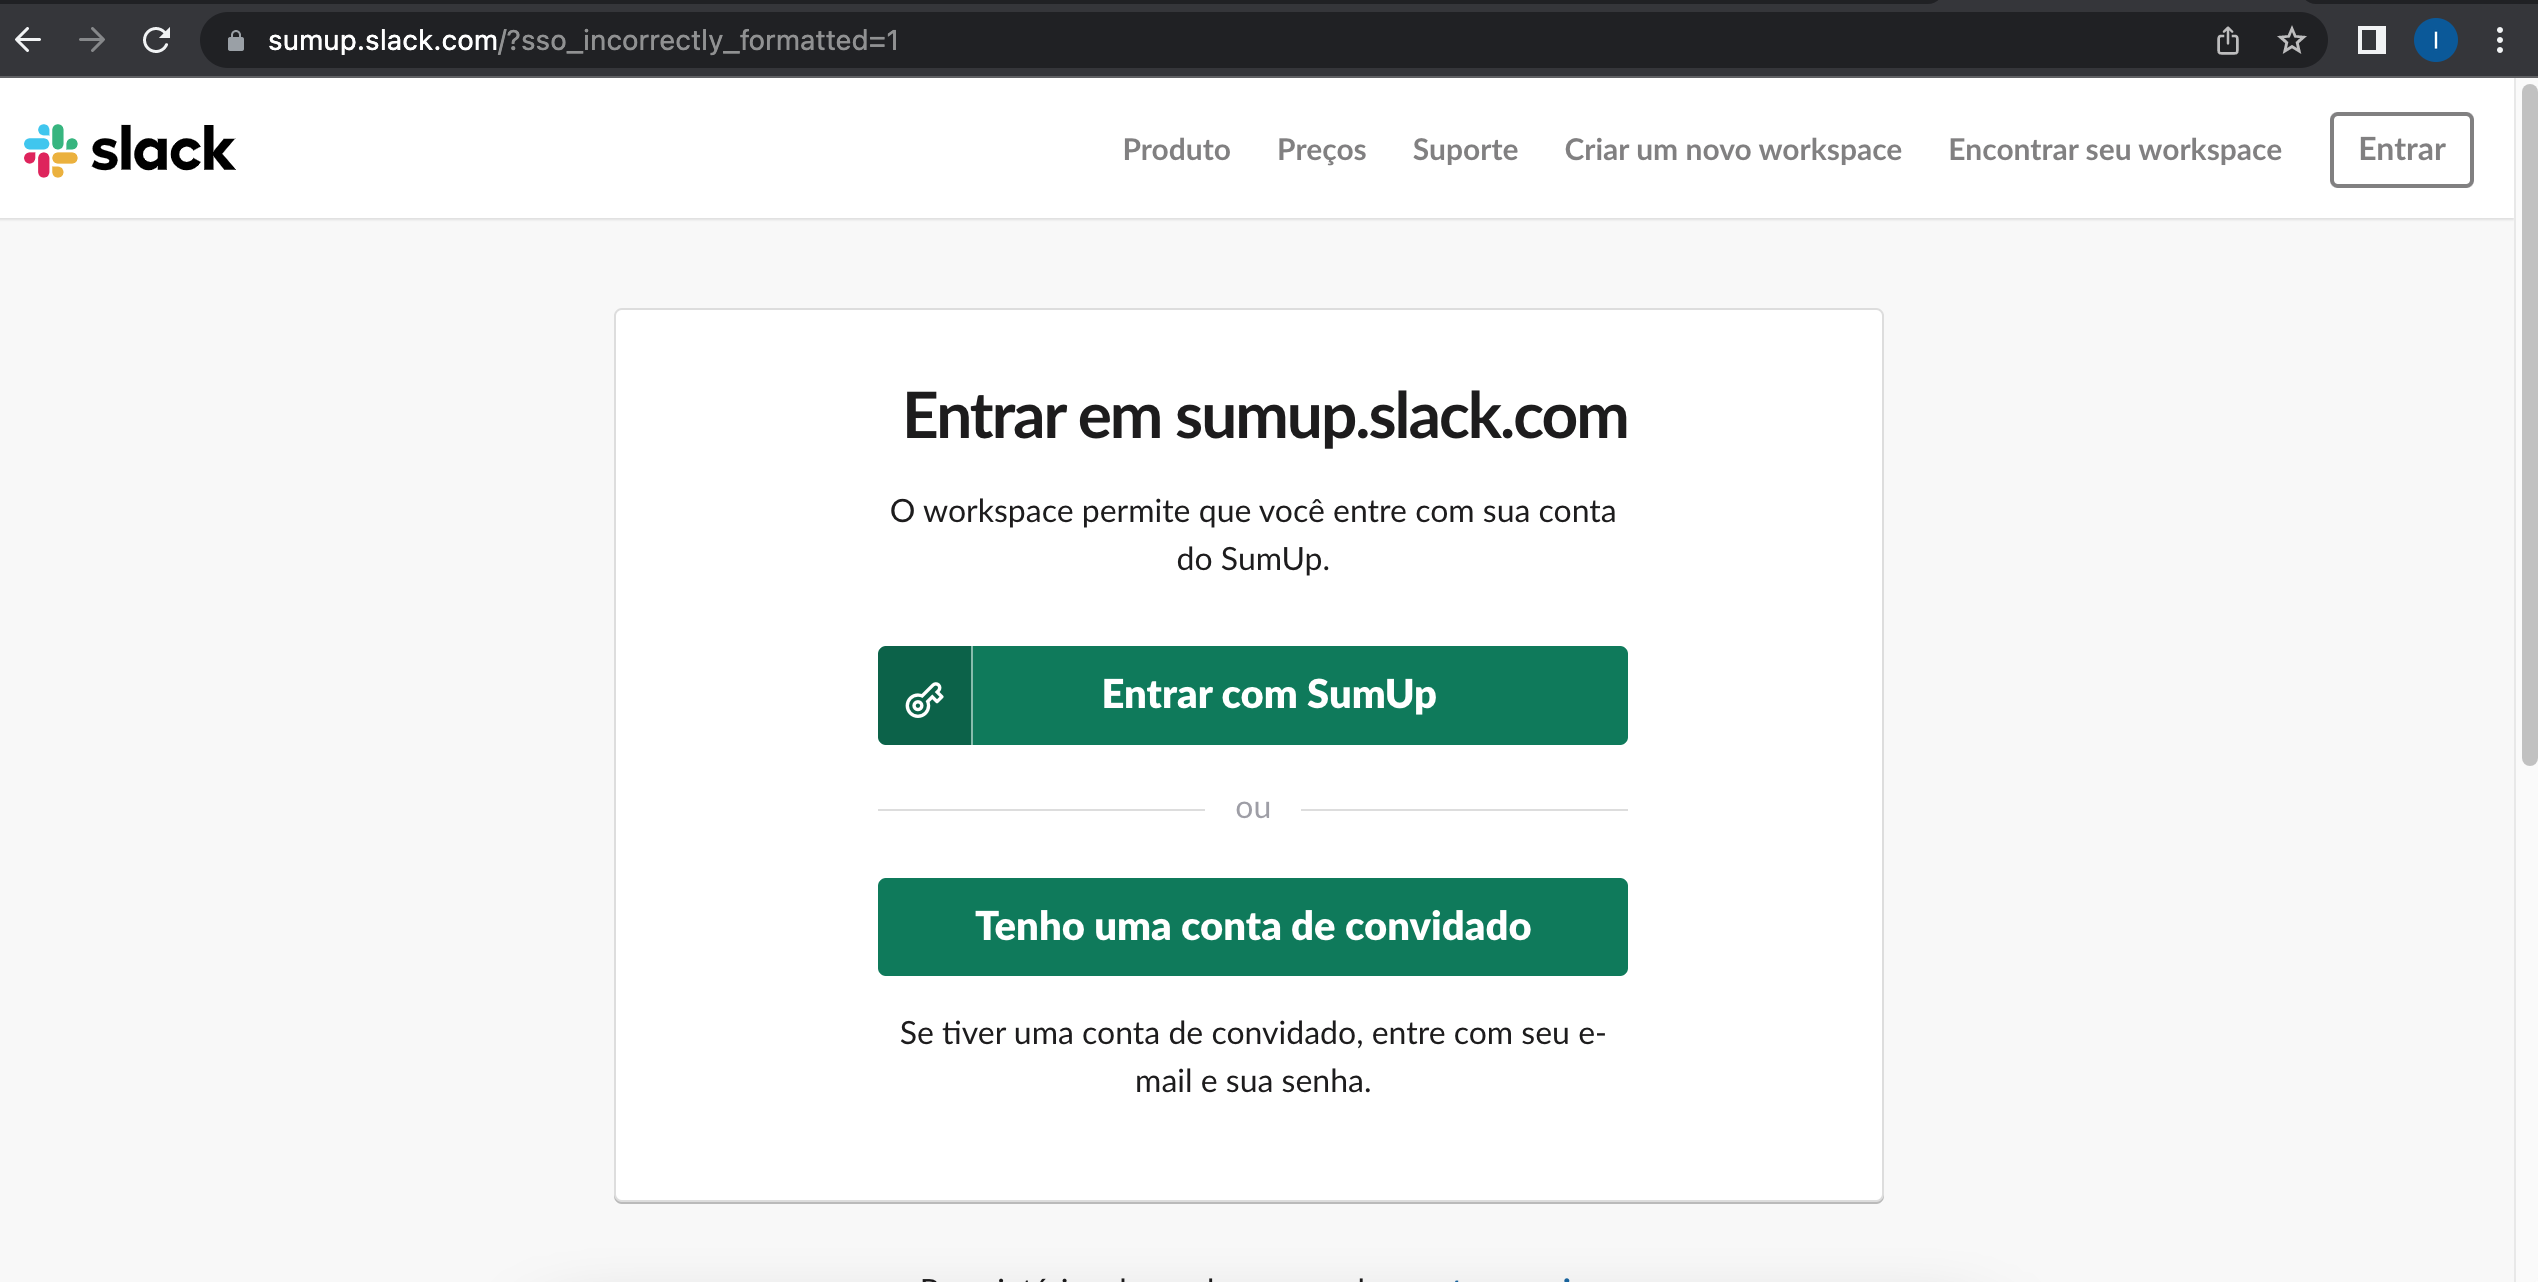 sumup.slack.com/?sso_incorrectly_formatted=1
I
slack
Produto Preços Suporte Criar um novo workspace Encontrar seu workspace Entrar
Entrar em sumup.slack.com
O workspace permite que você entre com sua conta
do SumUp.
Entrar com SumUp
ou
Tenho uma conta de convidado
Se tiver uma conta de convidado, entre com seu e-
mail e sua senha.